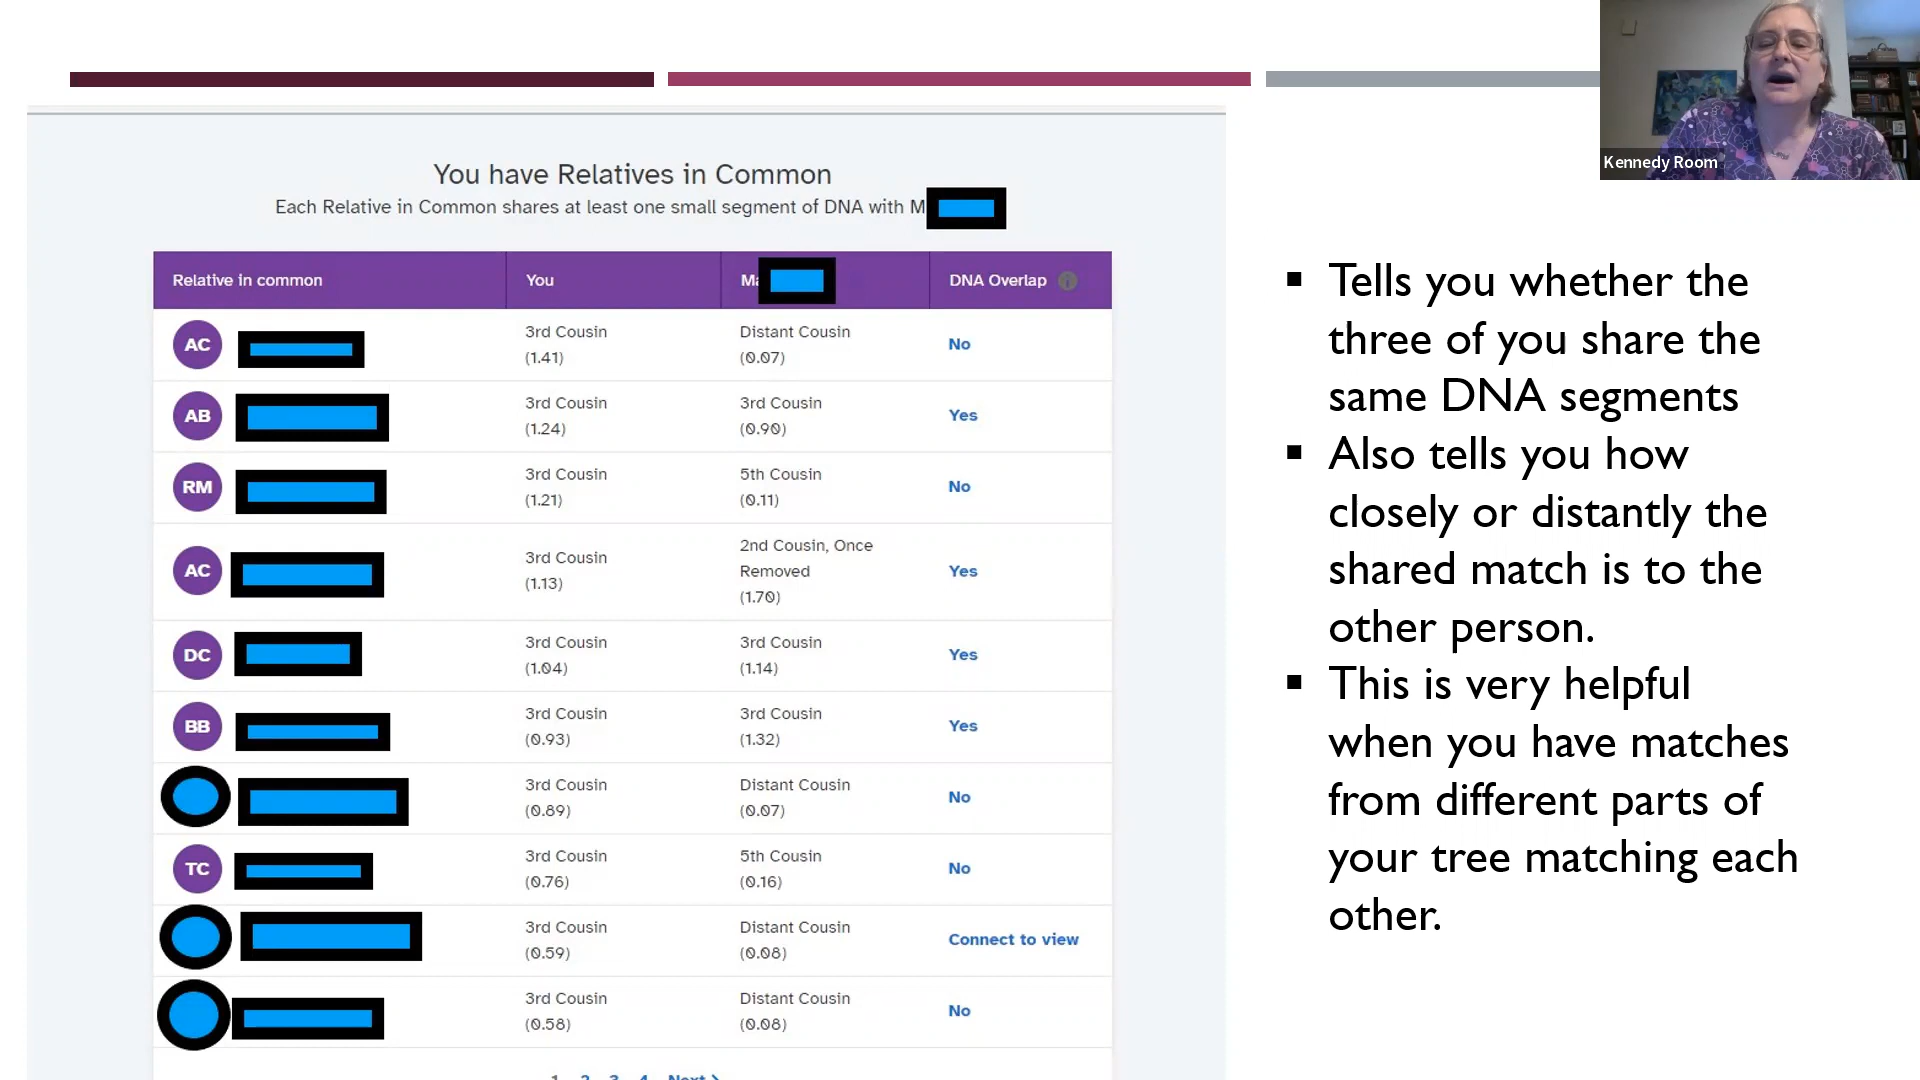 Kennedy Room
You have Relatives in Common
Each Relative in Common shares at least one small segment of DNA with M
Relative in common You Ma DNA Overlap
AC 3rd Cousin (1.41) Distant Cousin (0.07) No
AB 3rd Cousin (1.24) 3rd Cousin (0.90) Yes
RM 3rd Cousin (1.21) 5th Cousin (0.11) No
AC 3rd Cousin (1.13) 2nd Cousin, Once Removed (1.70) Yes
DC 3rd Cousin (1.04) 3rd Cousin (1.14) Yes
BB 3rd Cousin (0.93) 3rd Cousin (1.32) Yes
3rd Cousin (0.89) Distant Cousin (0.07) No
TC 3rd Cousin (0.76) 5th Cousin (0.16) No
3rd Cousin (0.59) Distant Cousin (0.08) Connect to view
3rd Cousin (0.58) Distant Cousin (0.08) No
1 2 3 4 Next >
▪ Tells you whether the
three of you share the
same DNA segments
▪ Also tells you how
closely or distantly the
shared match is to the
other person.
▪ This is very helpful
when you have matches
from different parts of
your tree matching each
other.